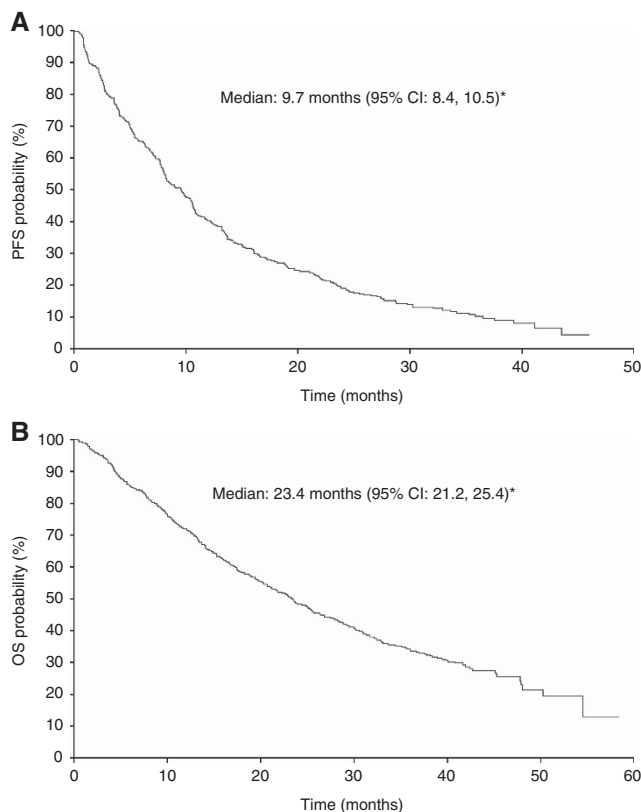 A
100
90
80
70
60
50
40
30
20
10
0
PFS probability (%)
Median: 9.7 months (95% CI: 8.4, 10.5)*
0 10 20 30 40 50
Time (months)
B
100
90
80
70
60
50
40
30
20
10
0
OS probability (%)
Median: 23.4 months (95% CI: 21.2, 25.4)*
0 10 20 30 40 50 60
Time (months)